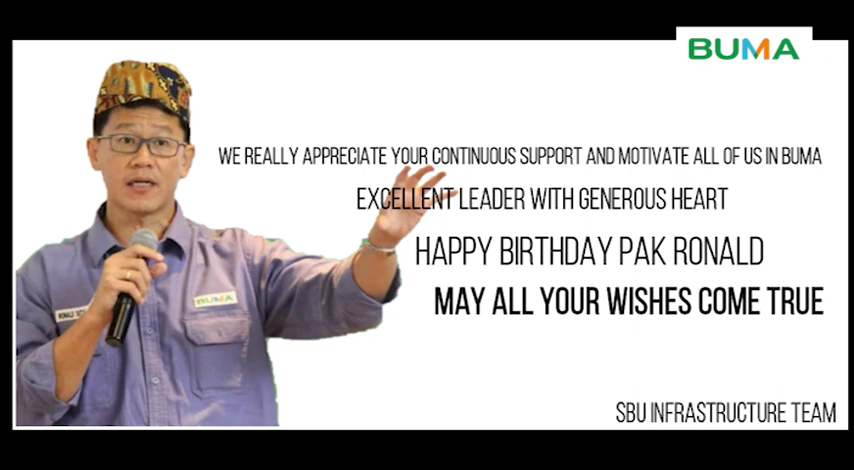 BUMA
WE REALLY APPRECIATE YOUR CONTINUOUS SUPPORT AND MOTIVATE ALL OF US IN BUMA
EXCELLENT LEADER WITH GENEROUS HEART
HAPPY BIRTHDAY PAK RONALD
MAY ALL YOUR WISHES COME TRUE
BUMA
RONALD
SBU INFRASTRUCTURE TEAM